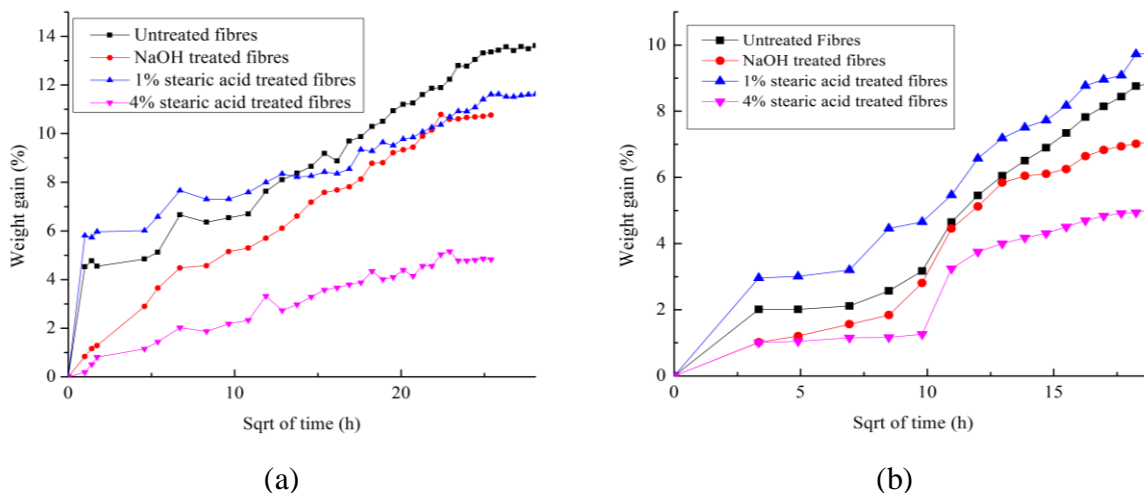 Untreated fibres
NaOH treated fibres
1% stearic acid treated fibres
4% stearic acid treated fibres
14
12
10
8
6
4
2
0
Weight gain (%)
0
10
20
Sqrt of time (h)
(a)
Untreated Fibres
NaOH treated fibres
1% stearic acid treated fibres
4% stearic acid treated fibres
10
8
6
4
2
0
Weight gain (%)
0
5
10
15
Sqrt of time (h)
(b)